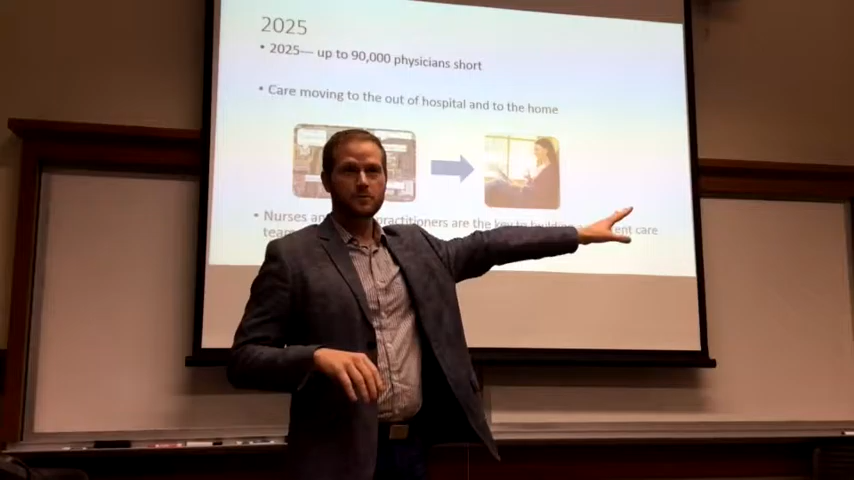 2025
• 2025— up to 90,000 physicians short
• Care moving to the out of hospital and to the home
• Nurses practitioners are the key to ent care